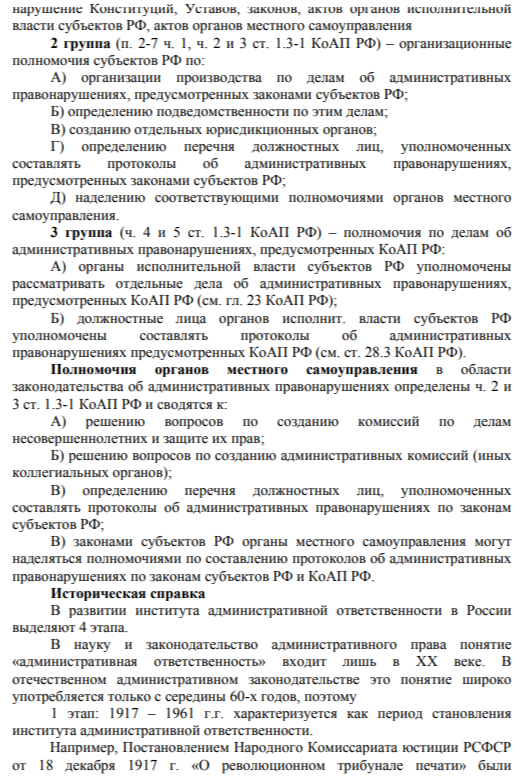 нарушение Конституций, Уставов, законов, актов органов исполнительной
власти субъектов РФ, актов органов местного самоуправления
2 группа (п. 2-7 ч. 1, ч. 2 и 3 ст. 1.3-1 КоАП РФ) – организационные
полномочия субъектов РФ по:
А) организации производства по делам об административных
правонарушениях, предусмотренных законами субъектов РФ;
Б) определению подведомственности по этим делам;
В) созданию отдельных юрисдикционных органов;
Г) определению перечня должностных лиц, уполномоченных
составлять протоколы об административных правонарушениях,
предусмотренных законами субъектов РФ;
Д) наделению соответствующими полномочиями органов местного
самоуправления.
3 группа (ч. 4 и 5 ст. 1.3-1 КоАП РФ) – полномочия по делам об
административных правонарушениях, предусмотренных КоАП РФ:
А) органы исполнительной власти субъектов РФ уполномочены
рассматривать отдельные дела об административных правонарушениях,
предусмотренных КоАП РФ (см. гл. 23 КоАП РФ);
Б) должностные лица органов исполнит. власти субъектов РФ
уполномочены составлять протоколы об административных
правонарушениях предусмотренных КоАП РФ (см. ст. 28.3 КоАП РФ).
Полномочия органов местного самоуправления в области
законодательства об административных правонарушениях определены ч. 2 и
3 ст. 1.3-1 КоАП РФ и сводятся к:
А) решению вопросов по созданию комиссий по делам
несовершеннолетних и защите их прав;
Б) решению вопросов по созданию административных комиссий (иных
коллегиальных органов);
В) определению перечня должностных лиц, уполномоченных
составлять протоколы об административных правонарушениях по законам
субъектов РФ;
В) законами субъектов РФ органы местного самоуправления могут
наделяться полномочиями по составлению протоколов об административных
правонарушениях по законам субъектов РФ и КоАП РФ.
Историческая справка
В развитии института административной ответственности в России
выделяют 4 этапа.
В науку и законодательство административного права понятие
«административная ответственность» входит лишь в XX веке. В
отечественном административном законодательстве это понятие широко
употребляется только с середины 60-х годов, поэтому
1 этап: 1917 – 1961 г.г. характеризуется как период становления
института административной ответственности.
Например, Постановлением Народного Комиссариата юстиции РСФСР
от 18 декабря 1917 г. «О революционном трибунале печати» были